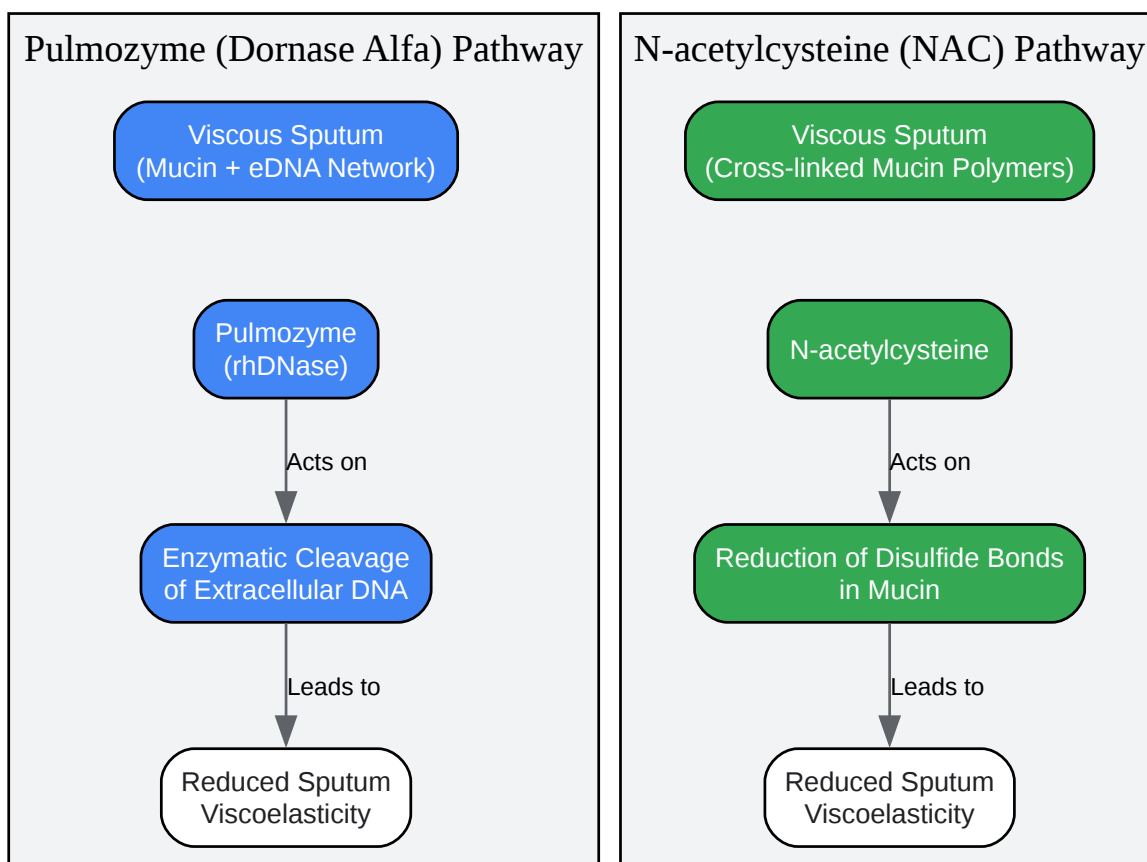 Pulmozyme (Dornase Alfa) Pathway
Viscous Sputum
(Mucin + eDNA Network)
Pulmozyme
(rhDNase)
Acts on
Enzymatic Cleavage
of Extracellular DNA
Leads to
Reduced Sputum
Viscoelasticity
N-acetylcysteine (NAC) Pathway
Viscous Sputum
(Cross-linked Mucin Polymers)
N-acetylcysteine
Acts on
Reduction of Disulfide Bonds
in Mucin
Leads to
Reduced Sputum
Viscoelasticity